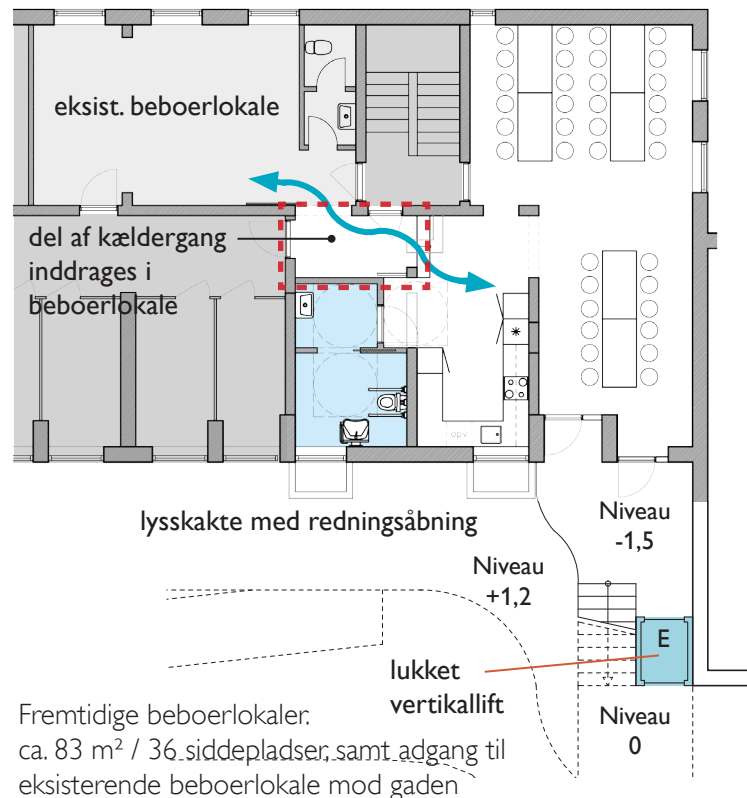 eksist. beboerlokale
del af kældergang
inddrages i
beboerlokale
opv
lysskakte med redningsåbning
Niveau
-1,5
Niveau
+1,2
E
lukket
vertikallift
Niveau
0
Fremtidige beboerlokaler.
ca. 83 m² / 36 siddepladser, samt adgang til
eksisterende beboerlokale mod gaden